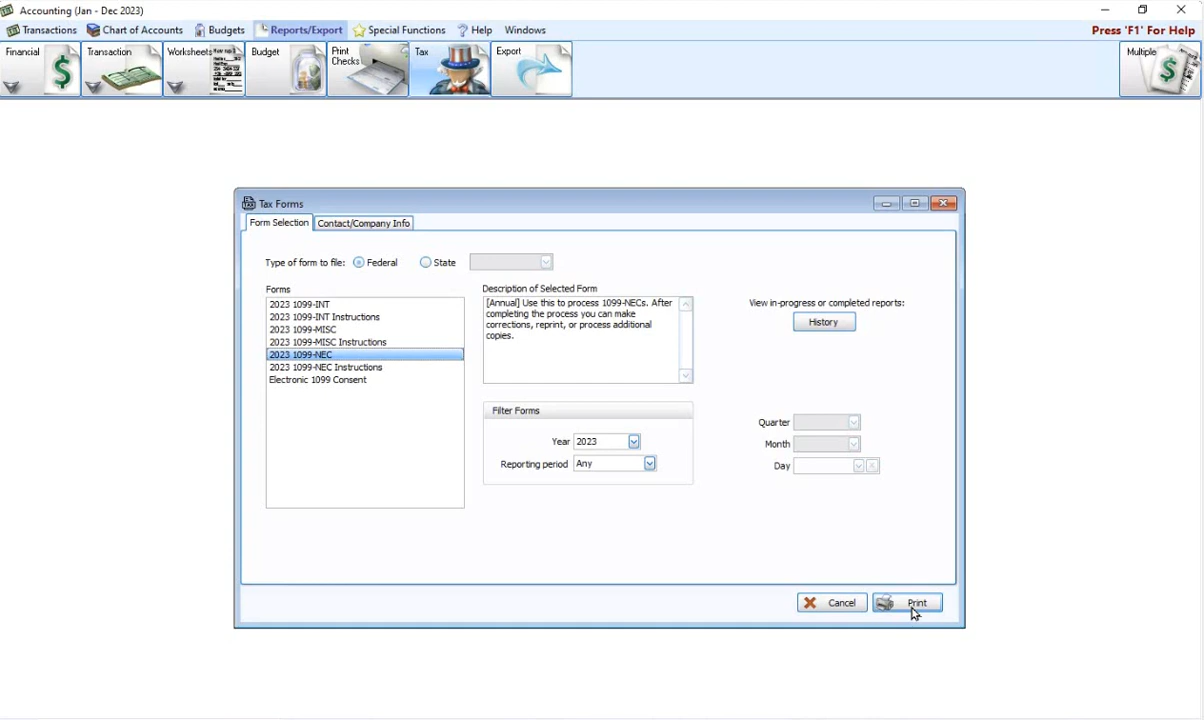 Accounting (Jan - Dec 2023)
Transactions Chart of Accounts Budgets Reports/Export Special Functions Help Windows Press 'F1' For Help
Financial Transaction Worksheets Budget Print Checks Tax Export Multiple
Tax Forms
Form Selection Contact/Company Info
Type of form to file: Federal State
Forms
2023 1099-INT
2023 1099-INT Instructions
2023 1099-MISC
2023 1099-MISC Instructions
2023 1099-NEC
2023 1099-NEC Instructions
Electronic 1099 Consent
Description of Selected Form
[Annual] Use this to process 1099-NECs. After
completing the process you can make
corrections, reprint, or process additional
copies.
View in-progress or completed reports:
History
Filter Forms
Year 2023
Reporting period Any
Quarter
Month
Day
Cancel Print